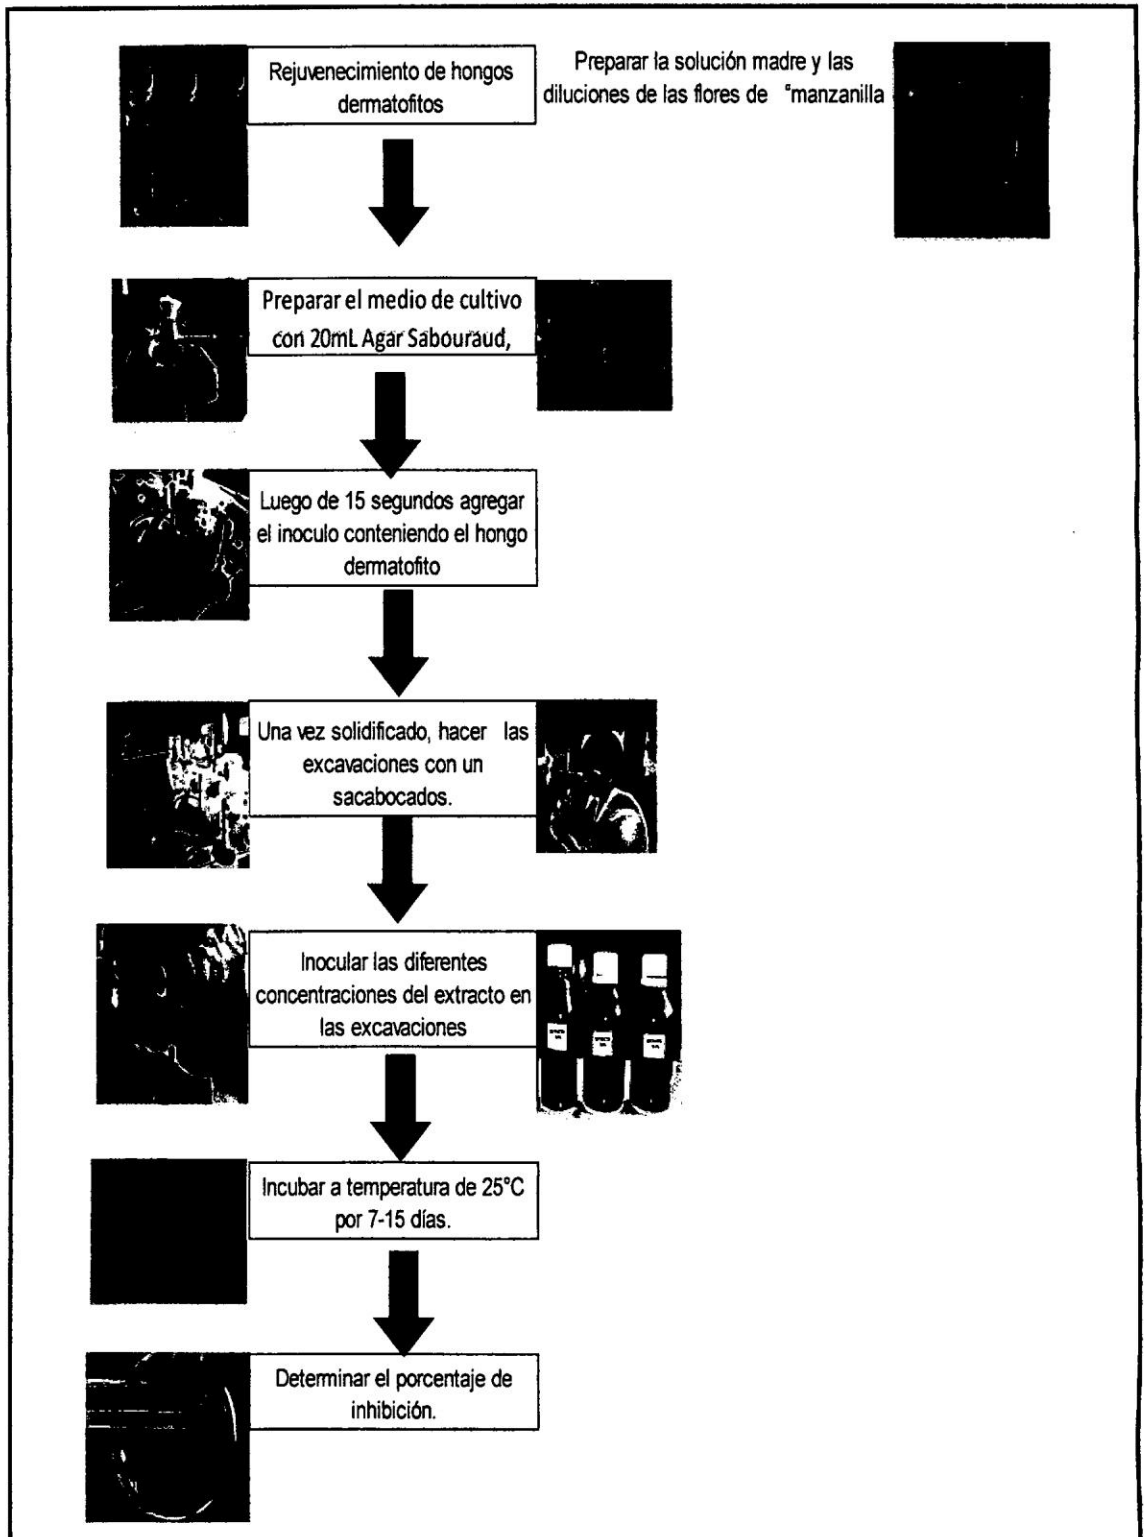 Rejuvenecimiento de hongos
dermatofitos
Preparar la solución madre y las
diluciones de las flores de "manzanilla
Preparar el medio de cultivo
con 20mL Agar Sabouraud,
Luego de 15 segundos agregar
el inoculo conteniendo el hongo
dermatofito
Una vez solidificado, hacer las
excavaciones con un
sacabocados.
Inocular las diferentes
concentraciones del extracto en
las excavaciones
Incubar a temperatura de 25°C
por 7-15 días.
Determinar el porcentaje de
inhibición.